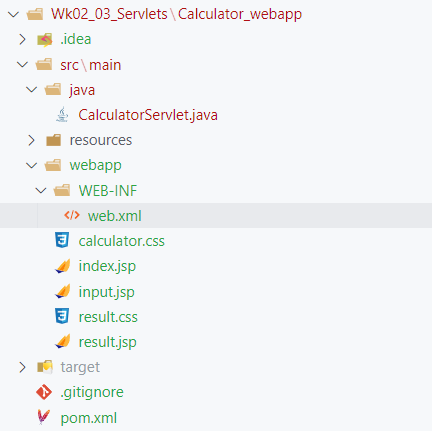 Wk02_03_Servlets\Calculator_webapp
.idea
src\main
java
CalculatorServlet.java
resources
webapp
WEB-INF
web.xml
calculator.css
index.jsp
input.jsp
result.css
result.jsp
target
.gitignore
pom.xml